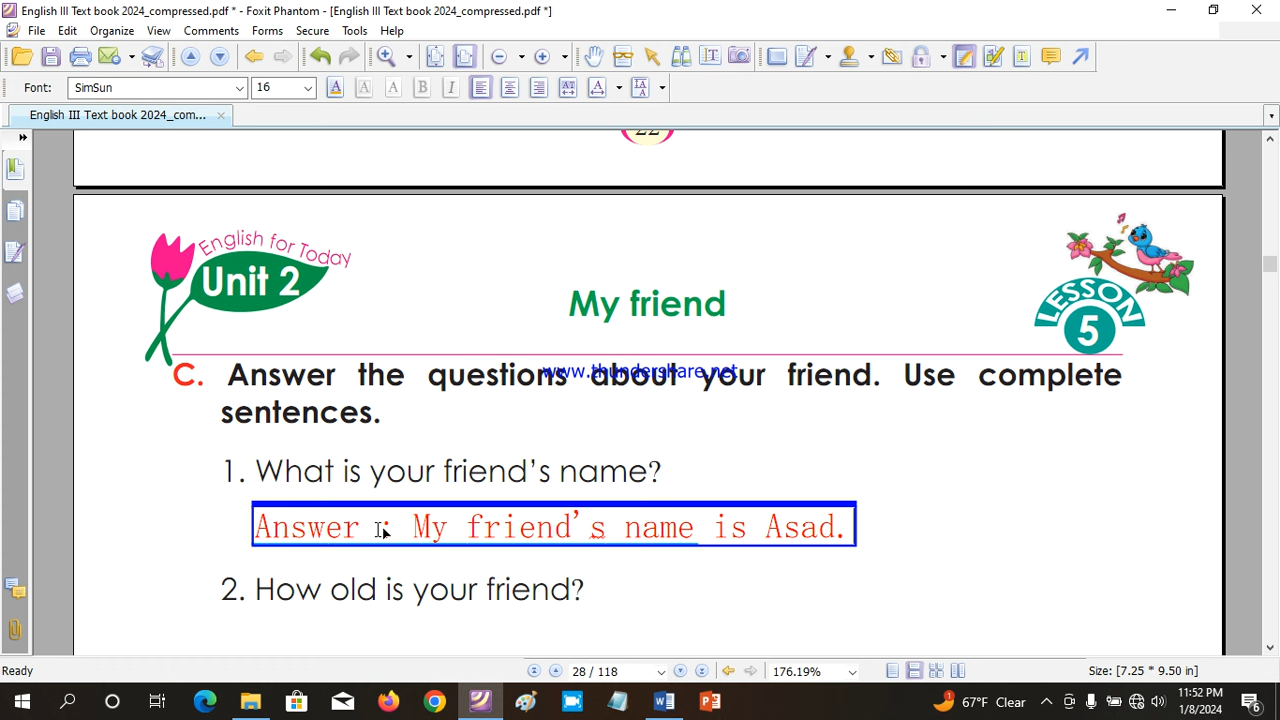 English III Text book 2024_compressed.pdf * - Foxit Phantom - [English III Text book 2024_compressed.pdf *]
File Edit Organize View Comments Forms Secure Tools Help
Font: SimSun 16
English III Text book 2024_com...
22
English for Today
Unit 2
My friend
LESSON
5
C. Answer the questions about your friend. Use complete
sentences.
www.thundershare.net
1. What is your friend’s name?
Answer : My friend's name is Asad.
2. How old is your friend?
Ready
28 / 118
176.19%
Size: [7.25 * 9.50 in]
67°F Clear
11:52 PM
1/8/2024